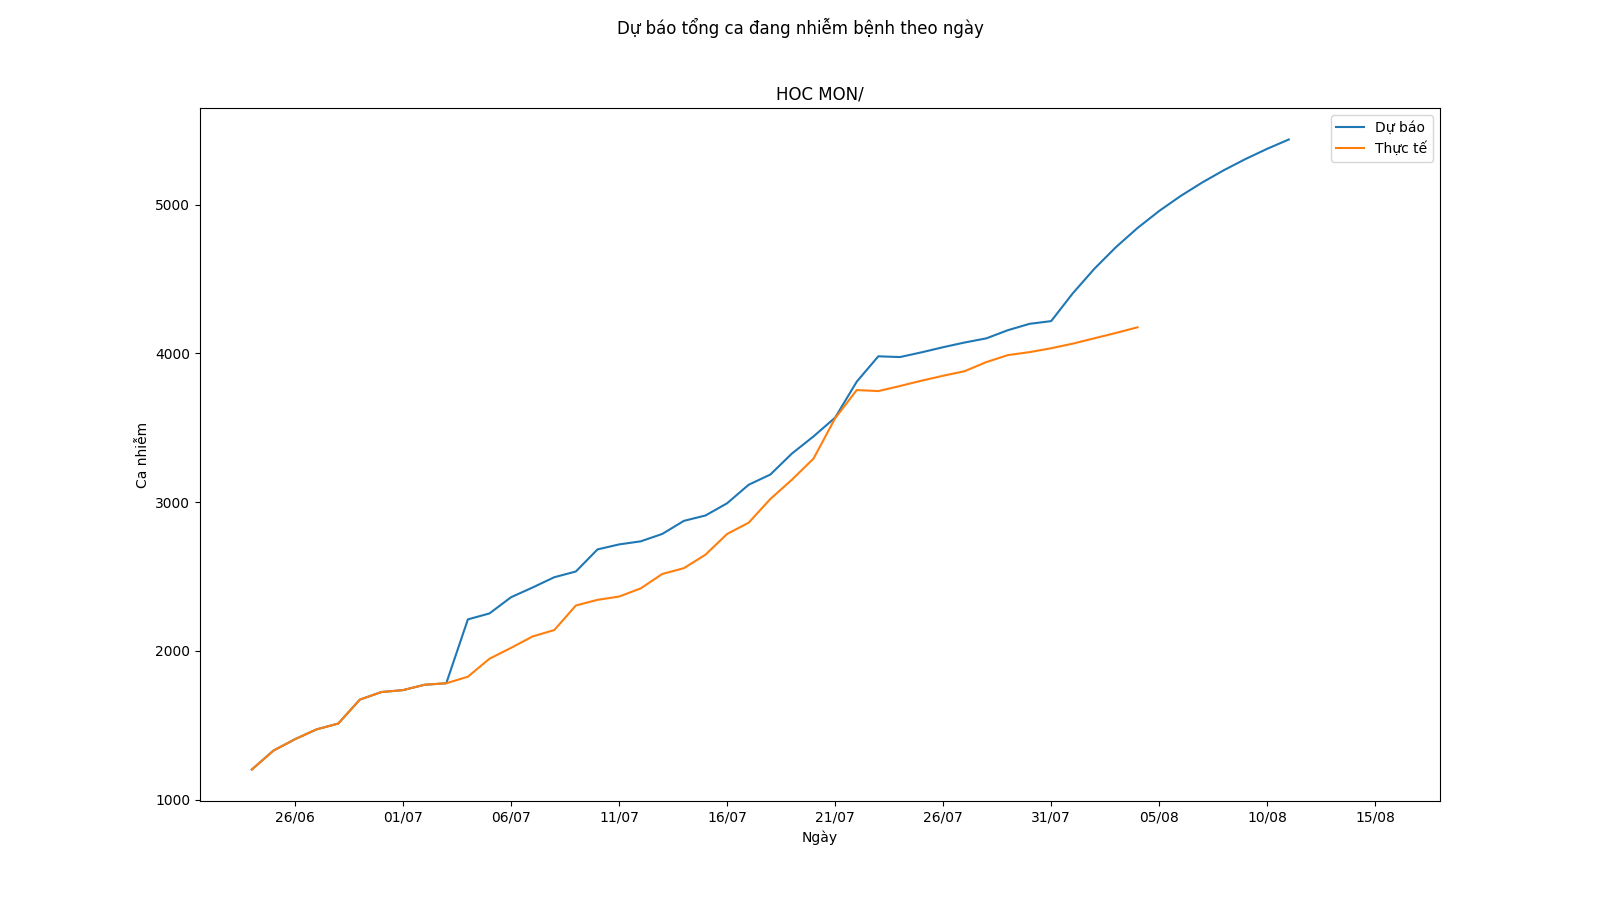 Dự báo tổng ca đang nhiễm bệnh theo ngày
HOC MON/
Dự báo
Thực tế
5000
4000
3000
2000
1000
Ca nhiễm
26/06 01/07 06/07 11/07 16/07 21/07 26/07 31/07 05/08 10/08 15/08
Ngày